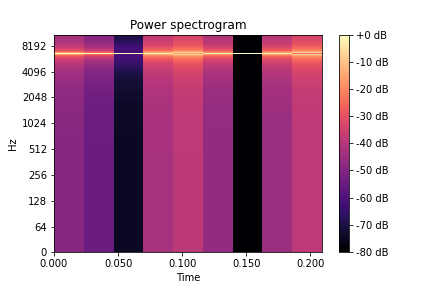 Power spectrogram
8192
4096
2048
1024
512
256
128
64
0
Hz
0.000 0.050 0.100 0.150 0.200
Time
+0 dB
-10 dB
-20 dB
-30 dB
-40 dB
-50 dB
-60 dB
-70 dB
-80 dB